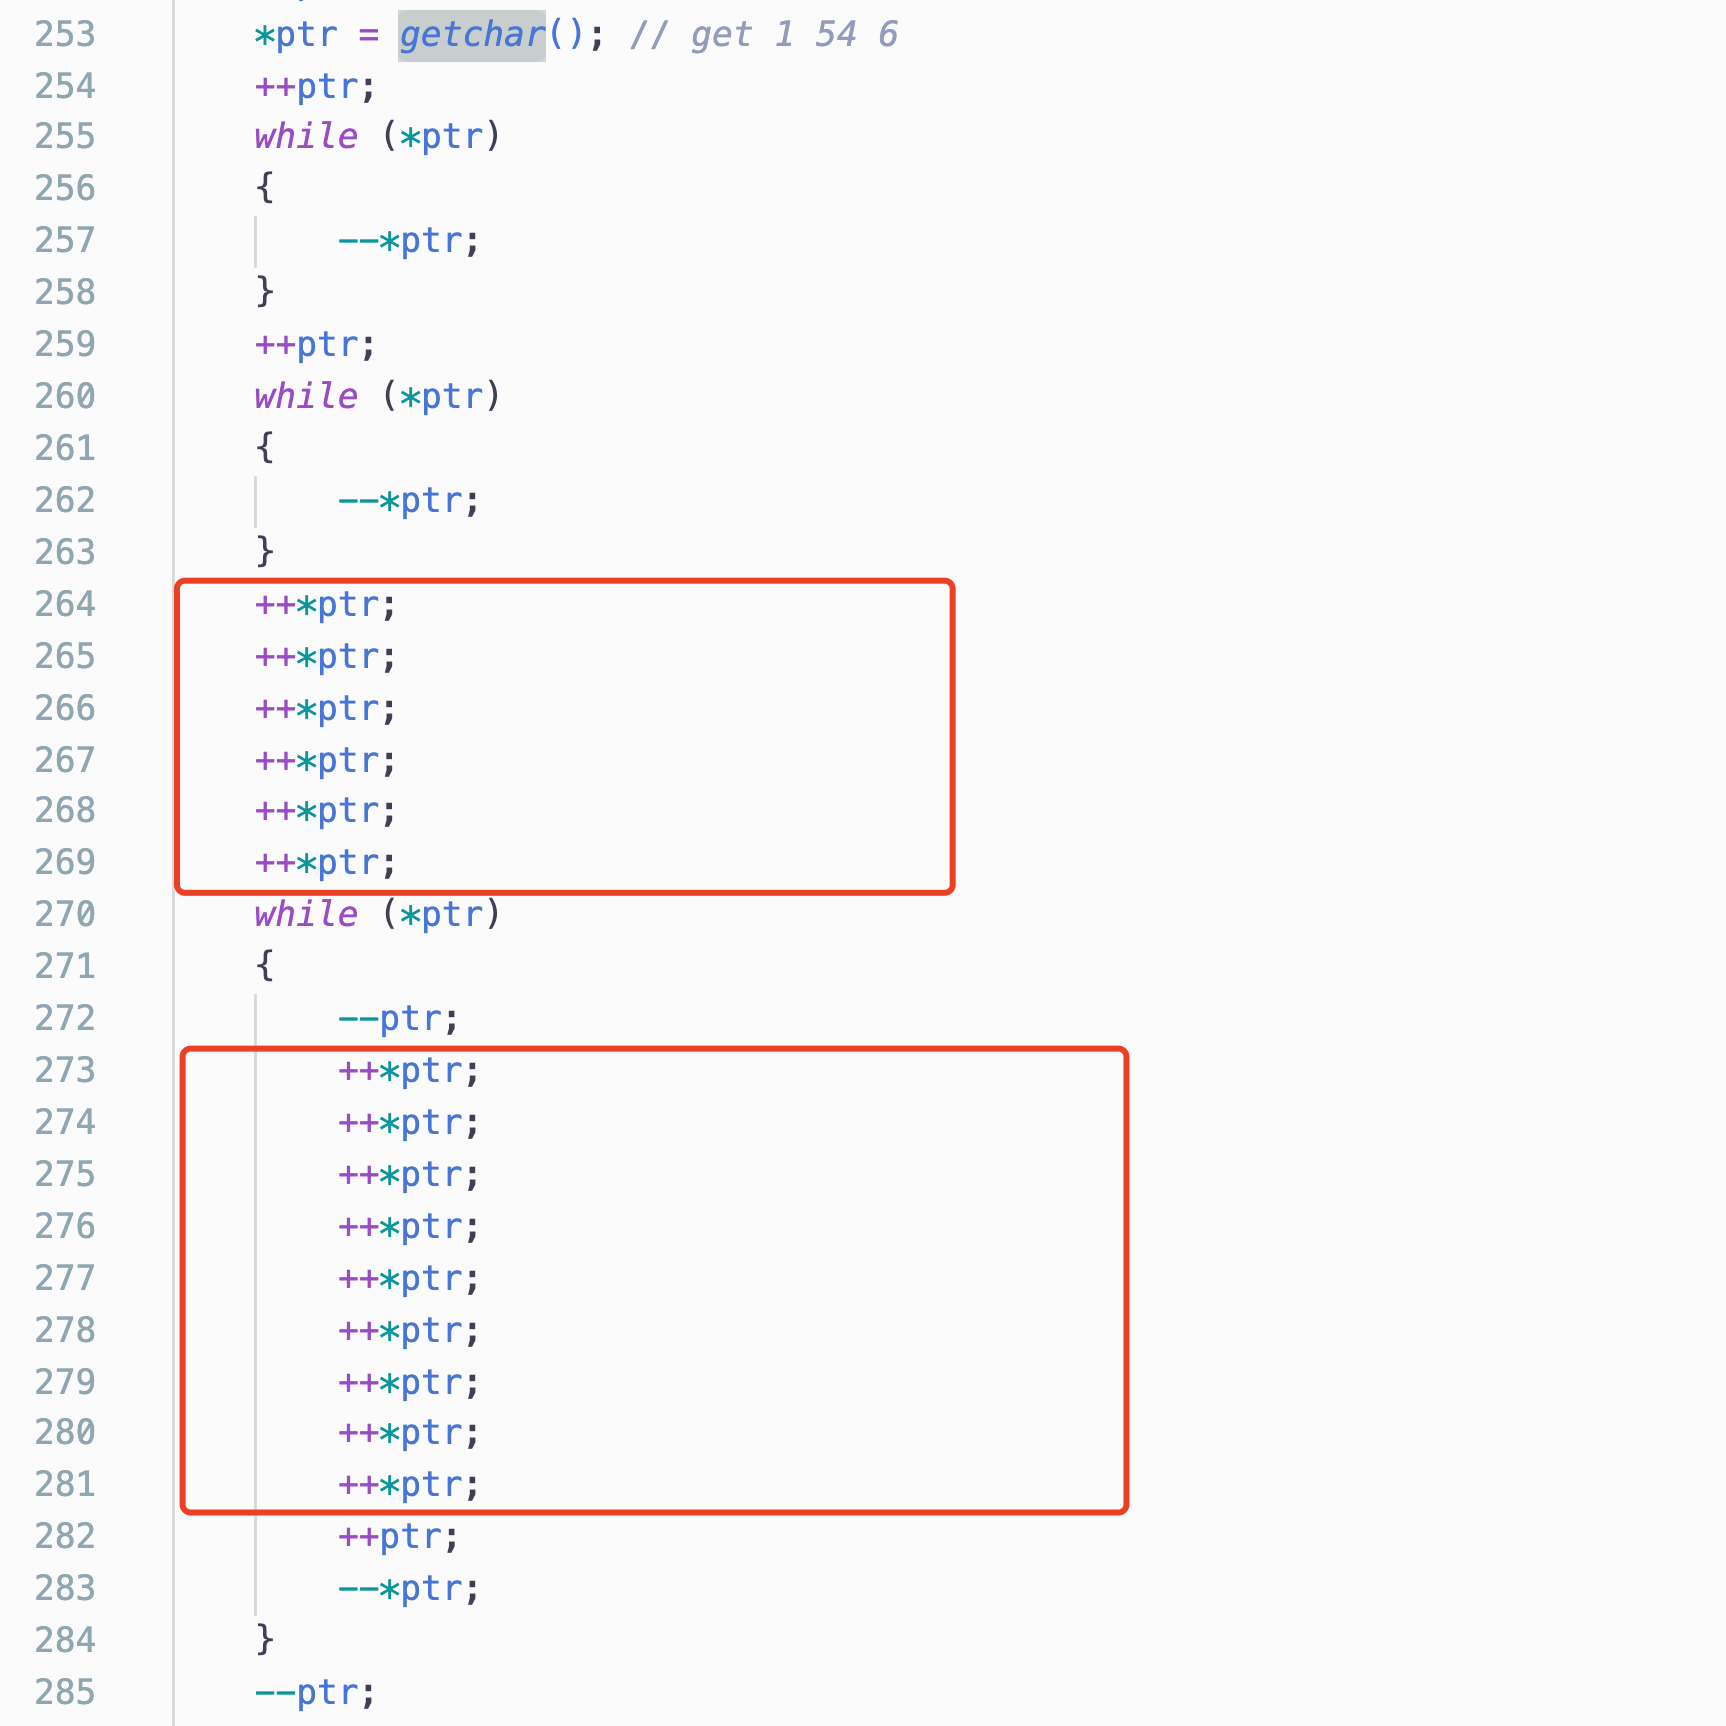 253 *ptr = getchar(); // get 1 54 6
254 ++ptr;
255 while (*ptr)
256 {
257 --*ptr;
258 }
259 ++ptr;
260 while (*ptr)
261 {
262 --*ptr;
263 }
264 ++*ptr;
265 ++*ptr;
266 ++*ptr;
267 ++*ptr;
268 ++*ptr;
269 ++*ptr;
270 while (*ptr)
271 {
272 --ptr;
273 ++*ptr;
274 ++*ptr;
275 ++*ptr;
276 ++*ptr;
277 ++*ptr;
278 ++*ptr;
279 ++*ptr;
280 ++*ptr;
281 ++*ptr;
282 ++ptr;
283 --*ptr;
284 }
285 --ptr;